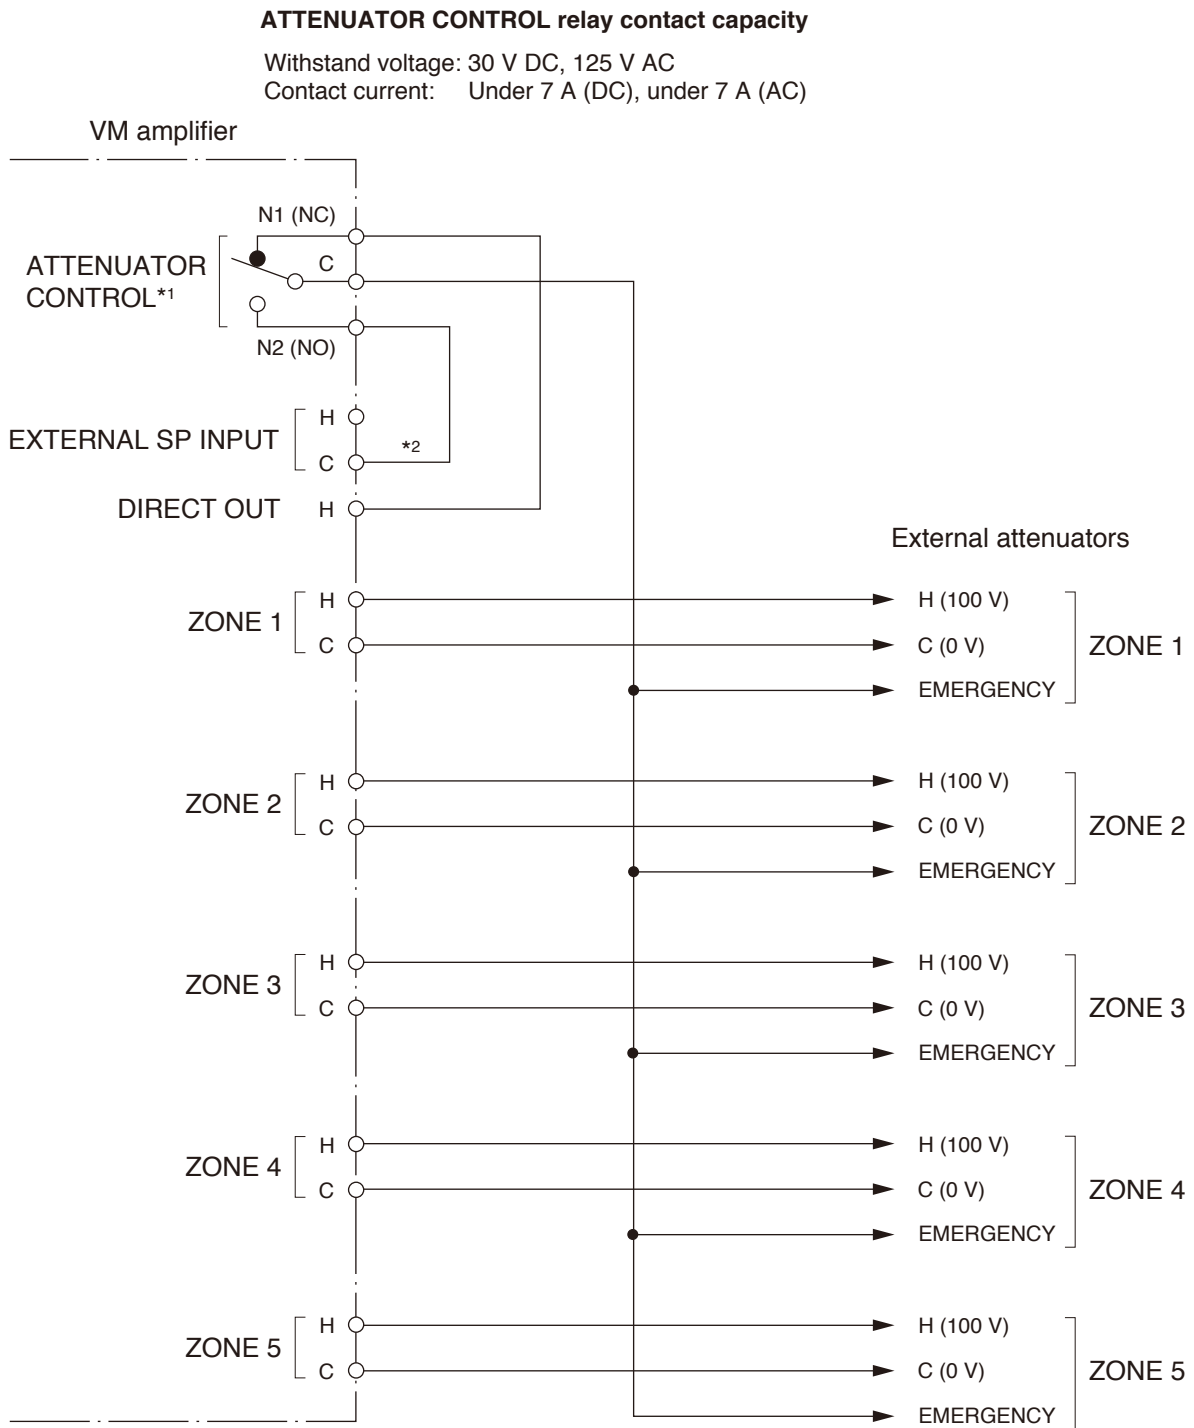 ATTENUATOR CONTROL relay contact capacity
Withstand voltage: 30 V DC, 125 V AC
Contact current: Under 7 A (DC), under 7 A (AC)
VM amplifier
N1 (NC)
ATTENUATOR
CONTROL*1
C
N2 (NO)
EXTERNAL SP INPUT
H
C
*2
DIRECT OUT H
External attenuators
ZONE 1
H
C
H (100 V)
C (0 V)
EMERGENCY
ZONE 1
ZONE 2
H
C
H (100 V)
C (0 V)
EMERGENCY
ZONE 2
ZONE 3
H
C
H (100 V)
C (0 V)
EMERGENCY
ZONE 3
ZONE 4
H
C
H (100 V)
C (0 V)
EMERGENCY
ZONE 4
ZONE 5
H
C
H (100 V)
C (0 V)
EMERGENCY
ZONE 5